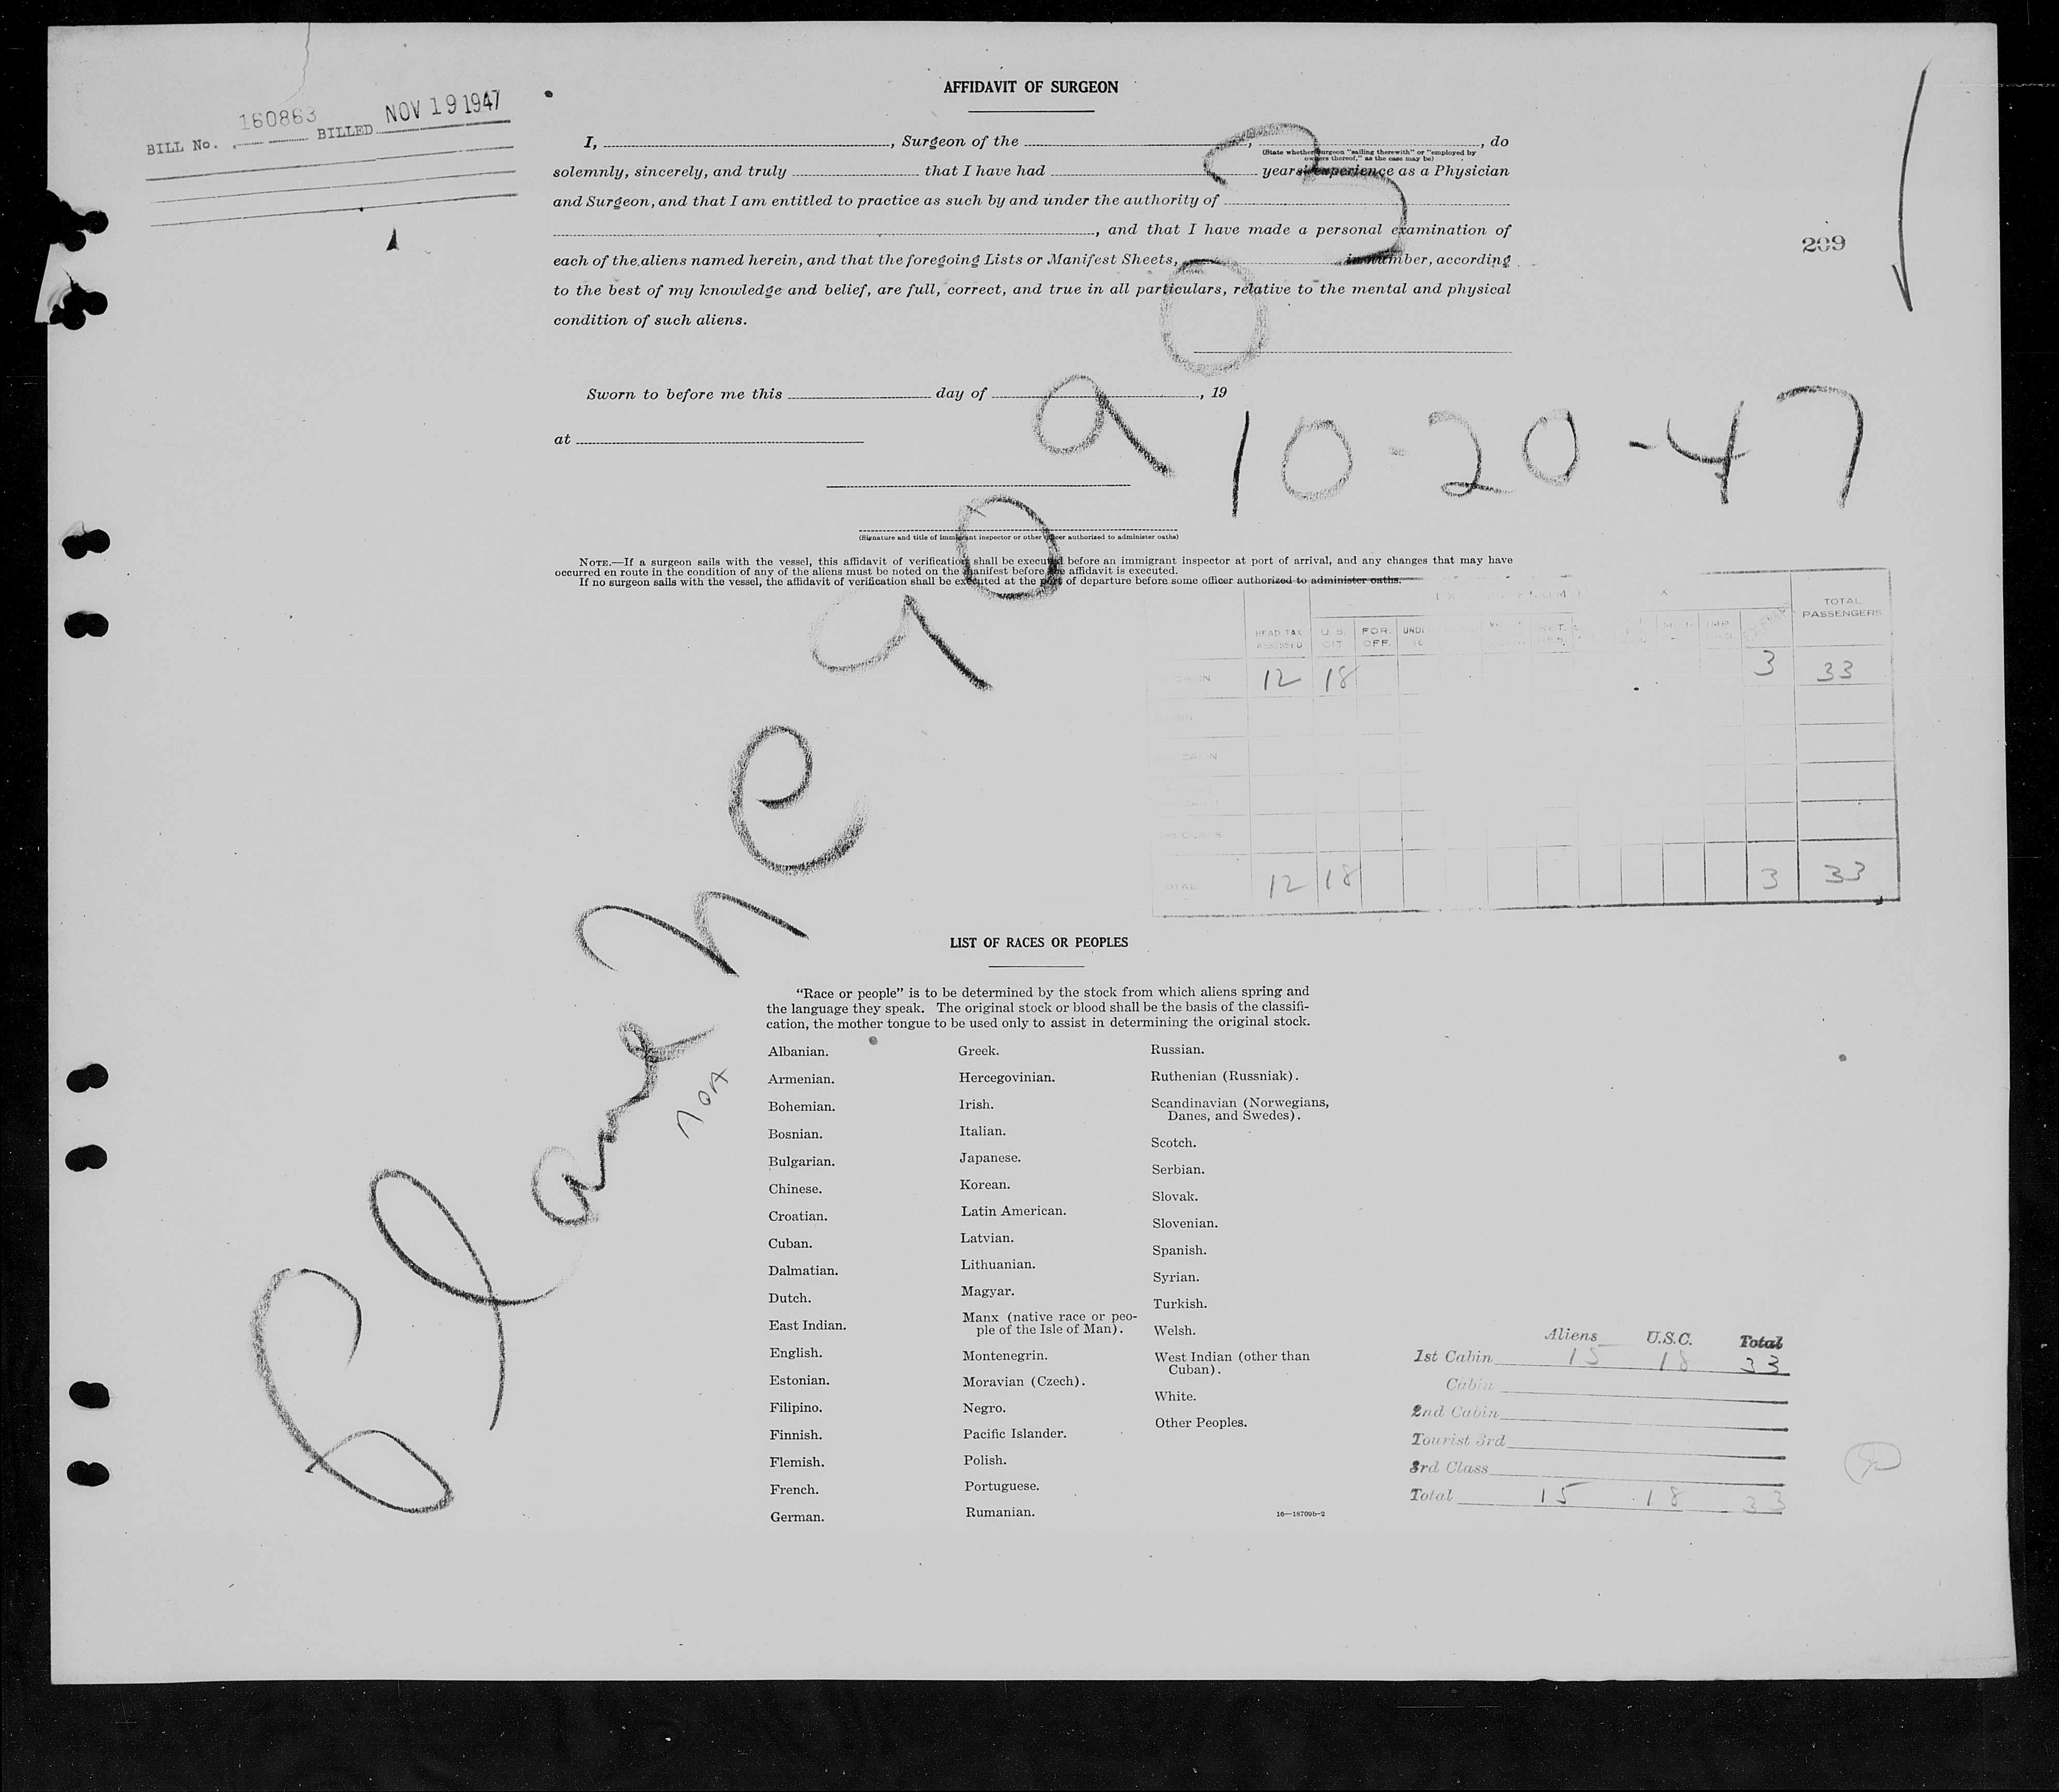 BILL No. 160863 BILLED NOV 19 1947
AFFIDAVIT OF SURGEON
I, , Surgeon of the , , do
(State whether surgeon "sailing therewith" or "employed by
owners thereof," as the case may be)
solemnly, sincerely, and truly that I have had years' experience as a Physician
and Surgeon, and that I am entitled to practice as such by and under the authority of
, and that I have made a personal examination of
each of the aliens named herein, and that the foregoing Lists or Manifest Sheets, in number, according
to the best of my knowledge and belief, are full, correct, and true in all particulars, relative to the mental and physical
condition of such aliens.
209
Sworn to before me this day of , 19
at
10-20-47
(Signature and title of immigrant inspector or other officer authorized to administer oaths)
NOTE.—If a surgeon sails with the vessel, this affidavit of verification shall be executed before an immigrant inspector at port of arrival, and any changes that may have
occurred en route in the condition of any of the aliens must be noted on the manifest before the affidavit is executed.
If no surgeon sails with the vessel, the affidavit of verification shall be executed at the port of departure before some officer authorized to administer oaths.
Plane NC 90903
AOA
TOTAL
PASSENGERS
HEAD TAX
ASSESSED
U. S.
CIT
FOR.
OFF.
CABIN 12 18 3 33
CABIN
TOTAL 12 18 3 33
LIST OF RACES OR PEOPLES
"Race or people" is to be determined by the stock from which aliens spring and
the language they speak. The original stock or blood shall be the basis of the classifi-
cation, the mother tongue to be used only to assist in determining the original stock.
Albanian.
Armenian.
Bohemian.
Bosnian.
Bulgarian.
Chinese.
Croatian.
Cuban.
Dalmatian.
Dutch.
East Indian.
English.
Estonian.
Filipino.
Finnish.
Flemish.
French.
German.
Greek.
Hercegovinian.
Irish.
Italian.
Japanese.
Korean.
Latin American.
Latvian.
Lithuanian.
Magyar.
Manx (native race or peo-
ple of the Isle of Man).
Montenegrin.
Moravian (Czech).
Negro.
Pacific Islander.
Polish.
Portuguese.
Rumanian.
Russian.
Ruthenian (Russniak).
Scandinavian (Norwegians,
Danes, and Swedes).
Scotch.
Serbian.
Slovak.
Slovenian.
Spanish.
Syrian.
Turkish.
Welsh.
West Indian (other than
Cuban).
White.
Other Peoples.
16—18709b-2
Aliens U.S.C. Total
1st Cabin 15 18 33
Cabin
2nd Cabin
Tourist 3rd
3rd Class
Total 15 18 33